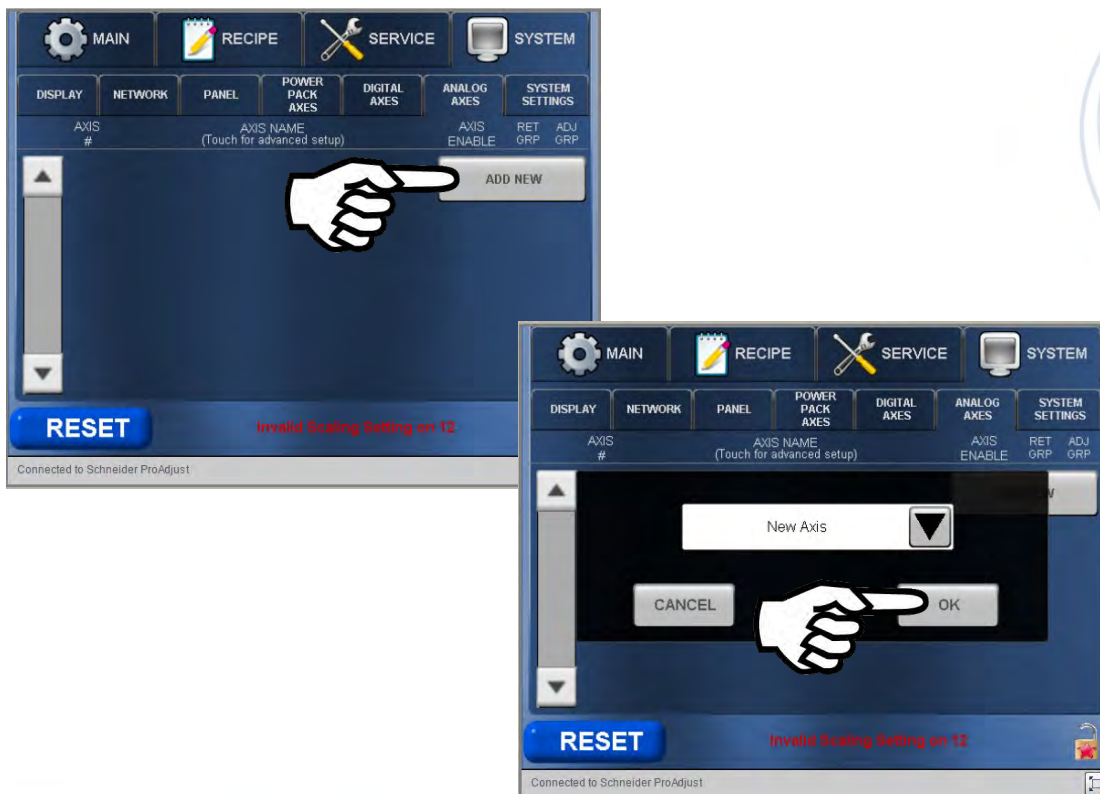 MAIN RECIPE SERVICE SYSTEM
DISPLAY NETWORK PANEL POWER PACK AXES DIGITAL AXES ANALOG AXES SYSTEM SETTINGS
AXIS # AXIS NAME (Touch for advanced setup) AXIS ENABLE RET GRP ADJ GRP
ADD NEW
RESET Invalid Scaling Setting on 12
Connected to Schneider ProAdjust
MAIN RECIPE SERVICE SYSTEM
DISPLAY NETWORK PANEL POWER PACK AXES DIGITAL AXES ANALOG AXES SYSTEM SETTINGS
AXIS # AXIS NAME (Touch for advanced setup) AXIS ENABLE RET GRP ADJ GRP
New Axis
CANCEL OK
RESET Invalid Scaling Setting on 12
Connected to Schneider ProAdjust